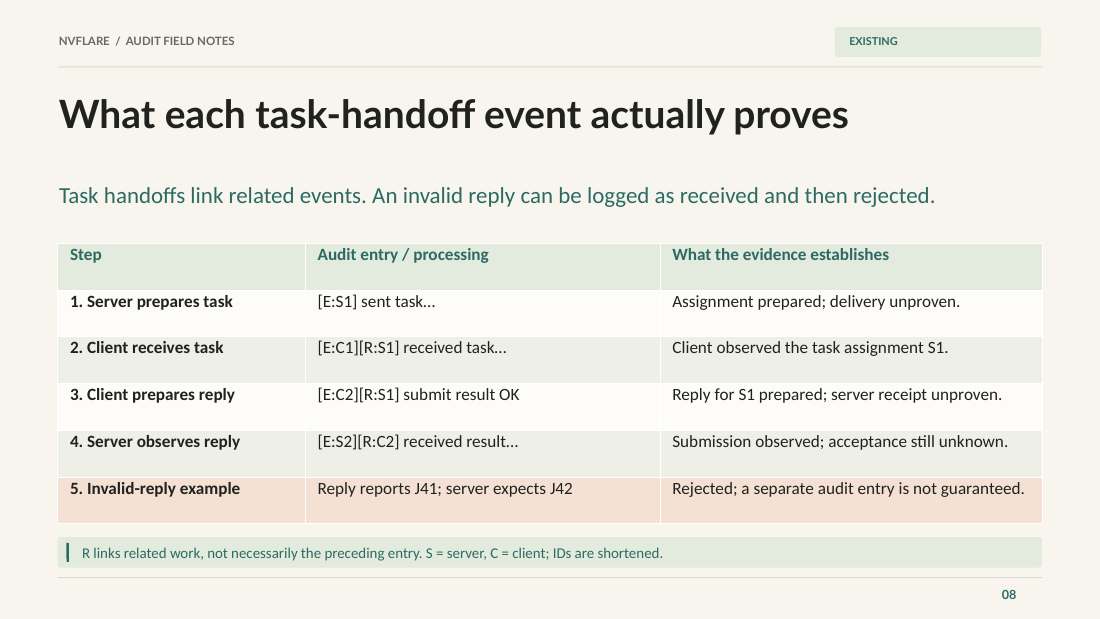 NVFLARE / AUDIT FIELD NOTES
EXISTING
What each task-handoff event actually proves
Task handoffs link related events. An invalid reply can be logged as received and then rejected.
Step
Audit entry / processing
What the evidence establishes
1. Server prepares task
[E:S1] sent task...
Assignment prepared; delivery unproven.
2. Client receives task
[E:C1][R:S1] received task...
Client observed the task assignment S1.
3. Client prepares reply
[E:C2][R:S1] submit result OK
Reply for S1 prepared; server receipt unproven.
4. Server observes reply
[E:S2][R:C2] received result...
Submission observed; acceptance still unknown.
5. Invalid-reply example
Reply reports J41; server expects J42
Rejected; a separate audit entry is not guaranteed.
R links related work, not necessarily the preceding entry. S = server, C = client; IDs are shortened.
08